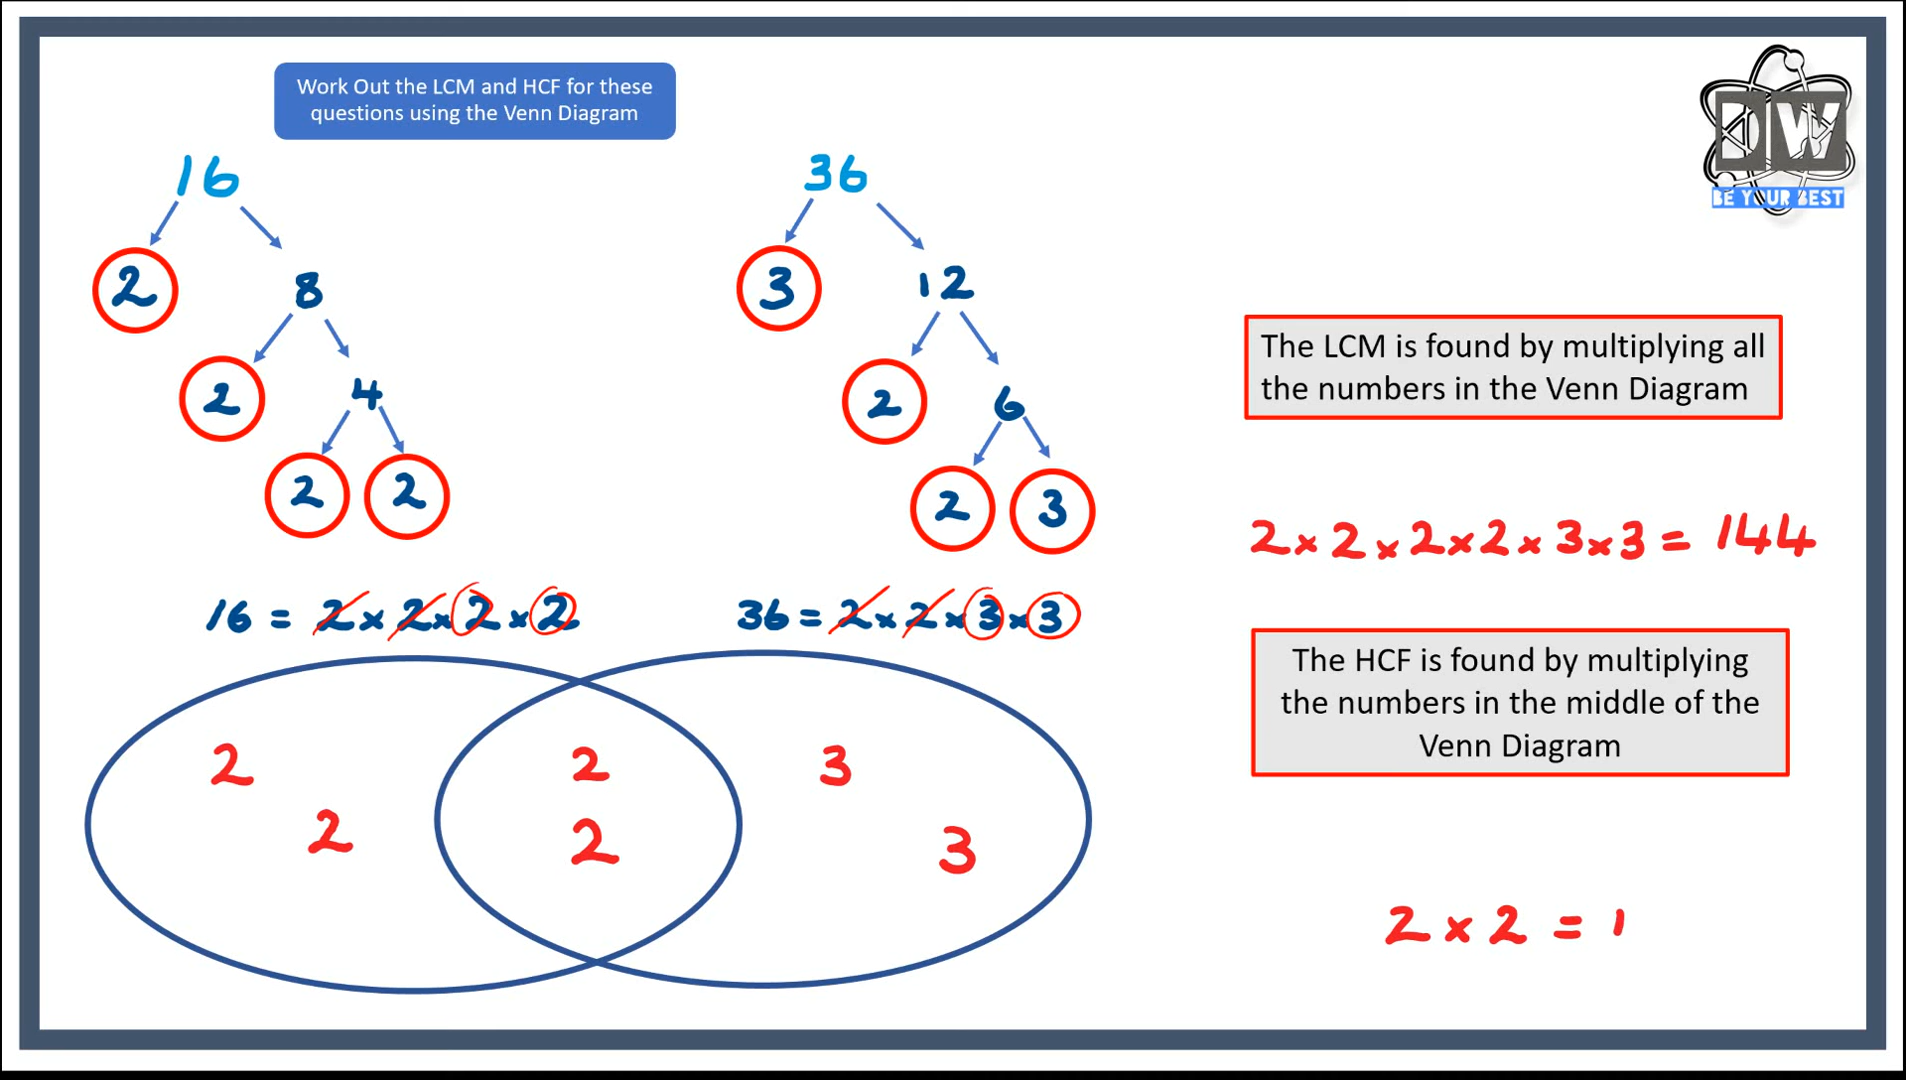 Work Out the LCM and HCF for these
questions using the Venn Diagram
DW
BE YOUR BEST
16
36
2
8
3
12
2
4
2
6
2
2
2
3
16 = 2 × 2 × 2 × 2
36 = 2 × 2 × 3 × 3
2
2
2
2
3
3
The LCM is found by multiplying all
the numbers in the Venn Diagram
2 × 2 × 2 × 2 × 3 × 3 = 144
The HCF is found by multiplying
the numbers in the middle of the
Venn Diagram
2 × 2 =